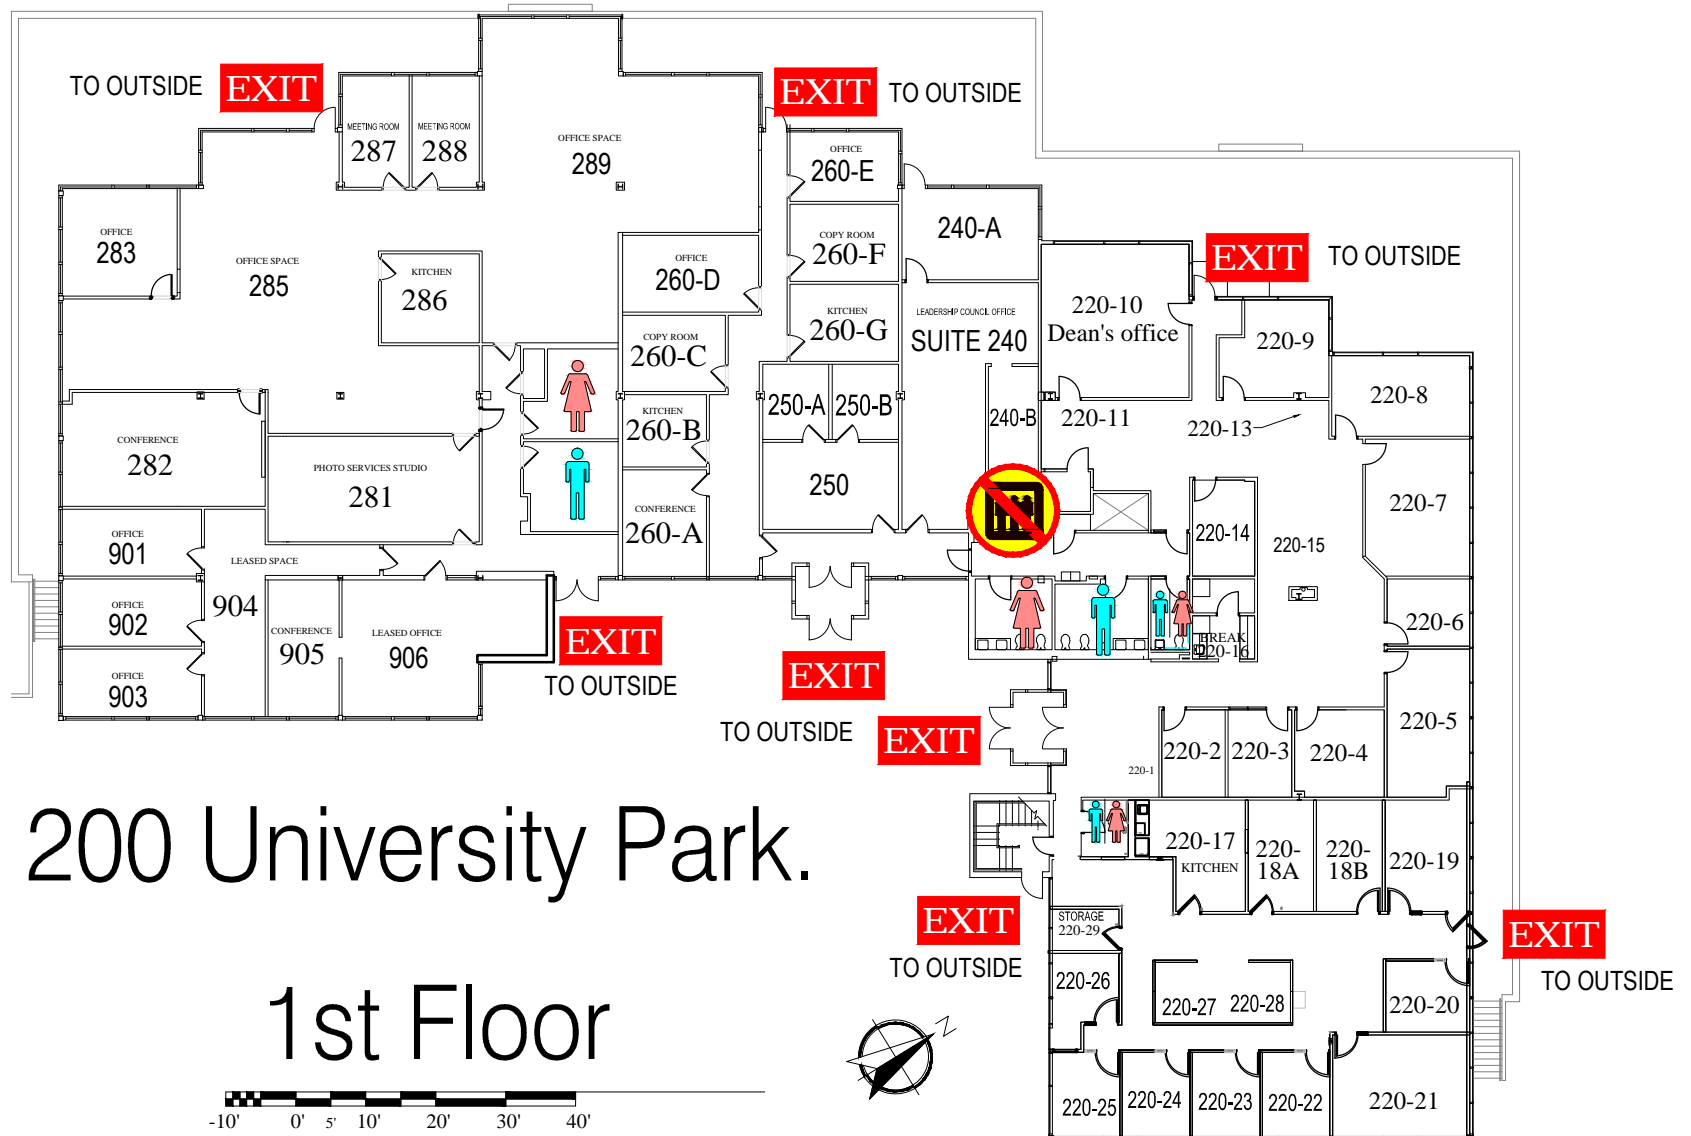 TO OUTSIDE
EXIT
EXIT
TO OUTSIDE
MEETING ROOM
287
MEETING ROOM
288
OFFICE SPACE
289
OFFICE
260-E
OFFICE
283
OFFICE SPACE
285
KITCHEN
286
OFFICE
260-D
COPY ROOM
260-F
240-A
EXIT
TO OUTSIDE
COPY ROOM
260-C
KITCHEN
260-G
LEADERSHIP COUNCIL OFFICE
SUITE 240
220-10
Dean's office
220-9
220-8
250-A
250-B
240-B
220-11
220-13
KITCHEN
260-B
CONFERENCE
282
PHOTO SERVICES STUDIO
281
250
220-7
CONFERENCE
260-A
220-14
220-15
OFFICE
901
LEASED SPACE
OFFICE
902
904
CONFERENCE
905
LEASED OFFICE
906
EXIT
TO OUTSIDE
BREAK
220-16
220-6
OFFICE
903
EXIT
TO OUTSIDE
EXIT
220-5
220-2
220-3
220-4
220-1
200 University Park.
220-17
KITCHEN
220-
18A
220-
18B
220-19
EXIT
TO OUTSIDE
STORAGE
220-29
EXIT
TO OUTSIDE
220-26
220-27
220-28
220-20
1st Floor
N
220-25
220-24
220-23
220-22
220-21
-10'
0'
5'
10'
20'
30'
40'